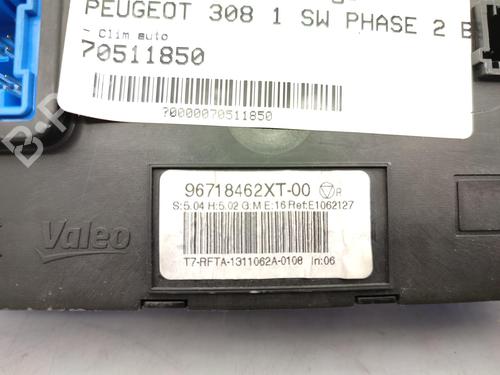 PEUGEOT 308 1 SW PHASE 2 B
- Clim auto
70511850
?0000070511850
96718462XT-00
R
S:5.04 H:5.02 G.M E:16 Ref:E1062127
T7-RFTA-1311062A-0108 In:06
Valeo